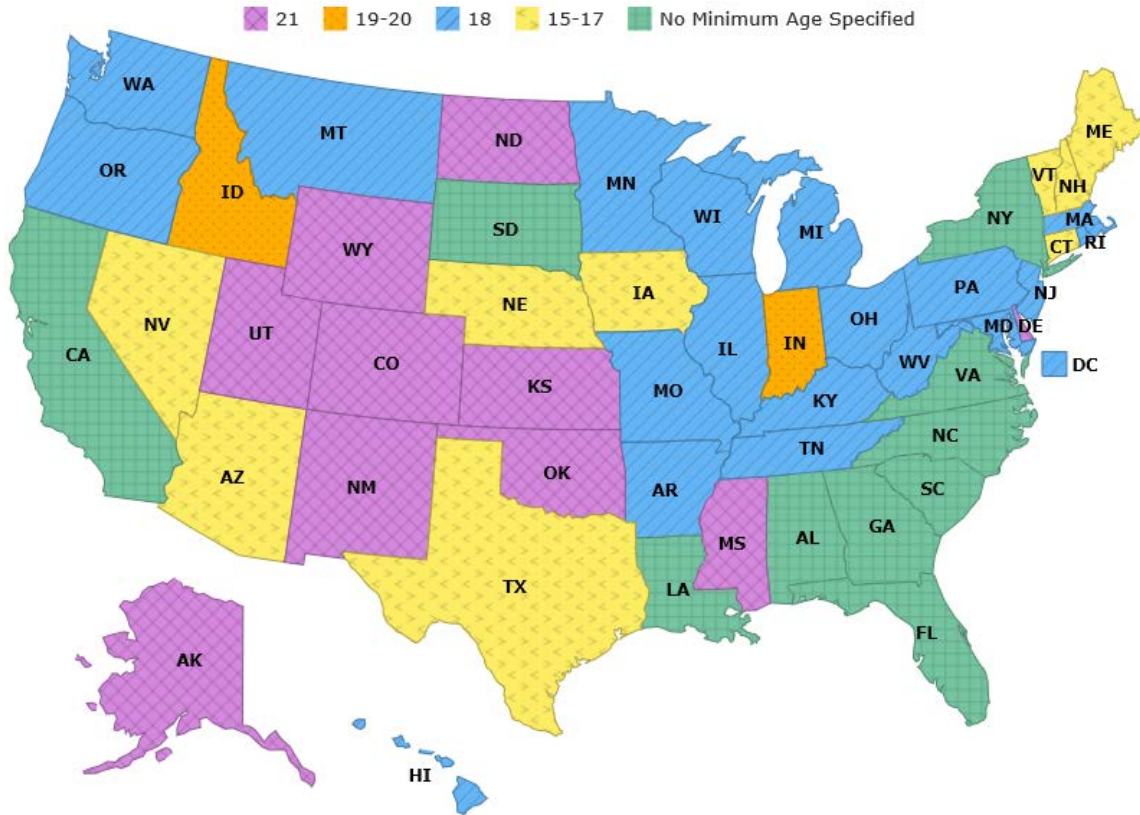 21 19-20 18 15-17 No Minimum Age Specified
WA
MT
ND
MN
ME
OR
ID
WI
VT
NH
SD
MI
NY
MA
WY
CT
RI
NE
IA
PA
NJ
NV
UT
OH
MD
DE
CA
CO
IL
IN
WV
DC
KS
MO
VA
KY
NC
TN
AZ
NM
OK
AR
SC
MS
AL
GA
TX
LA
FL
AK
HI